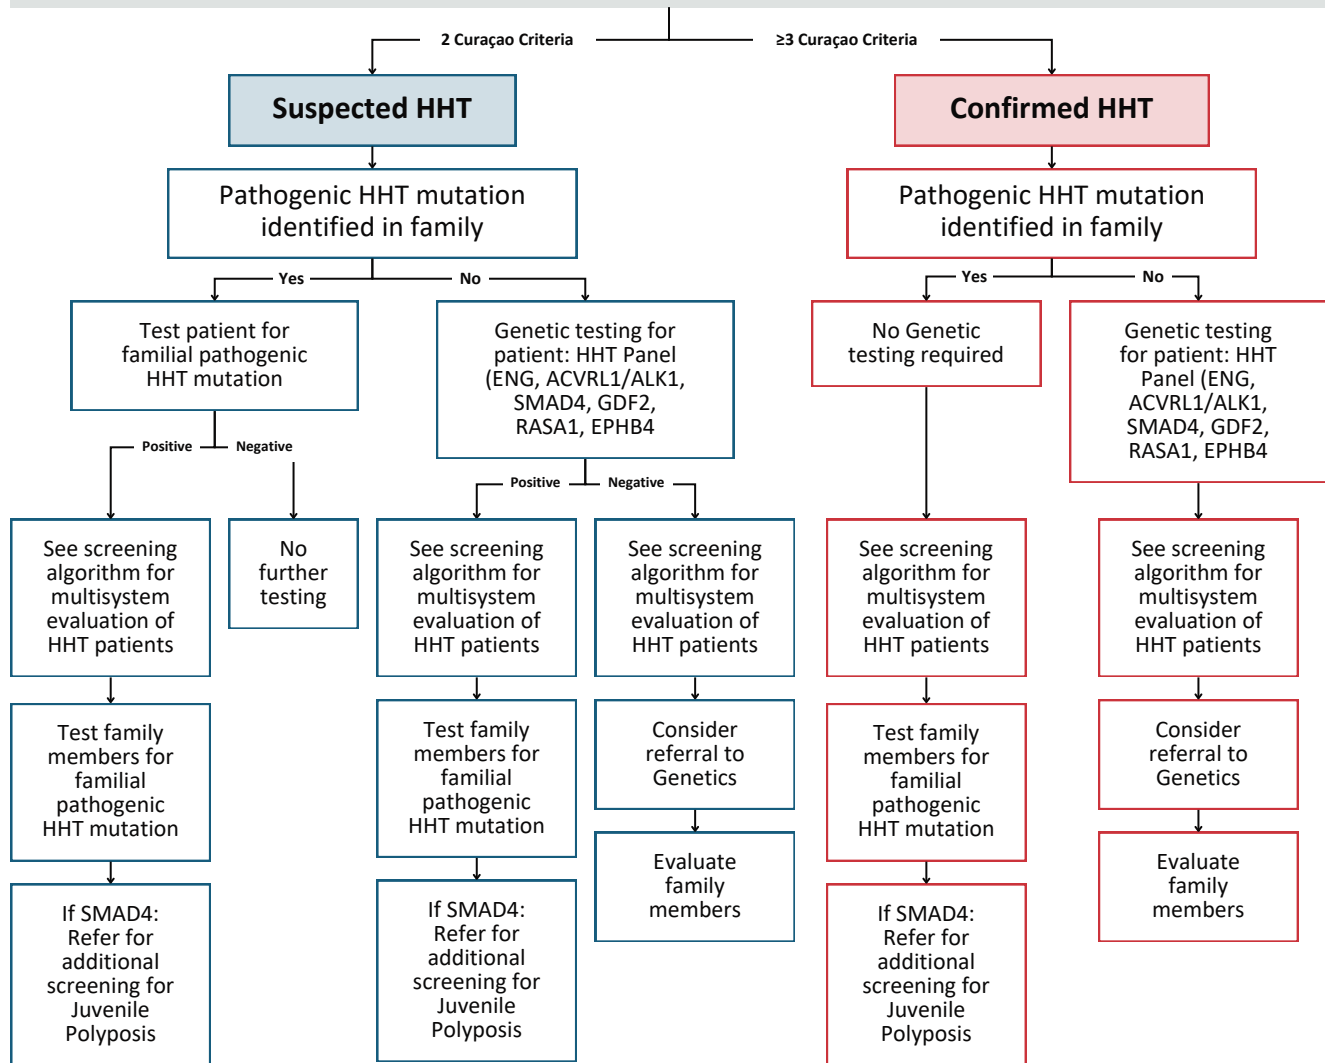 2 Curaçao Criteria
≥3 Curaçao Criteria
Suspected HHT
Confirmed HHT
Pathogenic HHT mutation
identified in family
Pathogenic HHT mutation
identified in family
Yes
No
Yes
No
Test patient for
familial pathogenic
HHT mutation
Genetic testing for
patient: HHT Panel
(ENG, ACVRL1/ALK1,
SMAD4, GDF2,
RASA1, EPHB4
No Genetic
testing required
Genetic testing
for patient: HHT
Panel (ENG,
ACVRL1/ALK1,
SMAD4, GDF2,
RASA1, EPHB4
Positive
Negative
Positive
Negative
See screening
algorithm for
multisystem
evaluation of
HHT patients
No
further
testing
See screening
algorithm for
multisystem
evaluation of
HHT patients
See screening
algorithm for
multisystem
evaluation of
HHT patients
See screening
algorithm for
multisystem
evaluation of
HHT patients
See screening
algorithm for
multisystem
evaluation of
HHT patients
Test family
members for
familial
pathogenic
HHT mutation
Test family
members for
familial
pathogenic
HHT mutation
Consider
referral to
Genetics
Test family
members for
familial
pathogenic
HHT mutation
Consider
referral to
Genetics
If SMAD4:
Refer for
additional
screening for
Juvenile
Polyposis
If SMAD4:
Refer for
additional
screening for
Juvenile
Polyposis
Evaluate
family
members
If SMAD4:
Refer for
additional
screening for
Juvenile
Polyposis
Evaluate
family
members